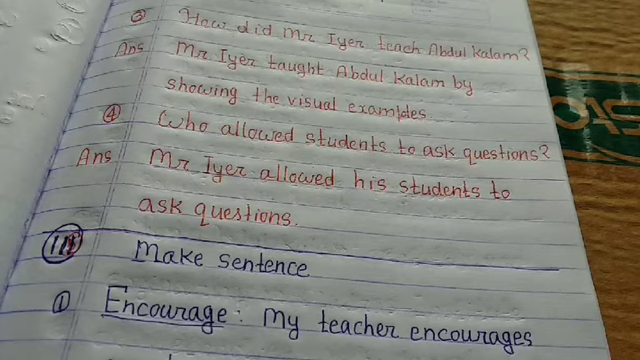 ③ How did Mr Iyer teach Abdul Kalam?
Ans Mr Iyer taught Abdul Kalam by
showing the visual examples.
④ Who allowed students to ask questions?
Ans Mr Iyer allowed his students to
ask questions.
III Make sentence
① Encourage: My teacher encourages